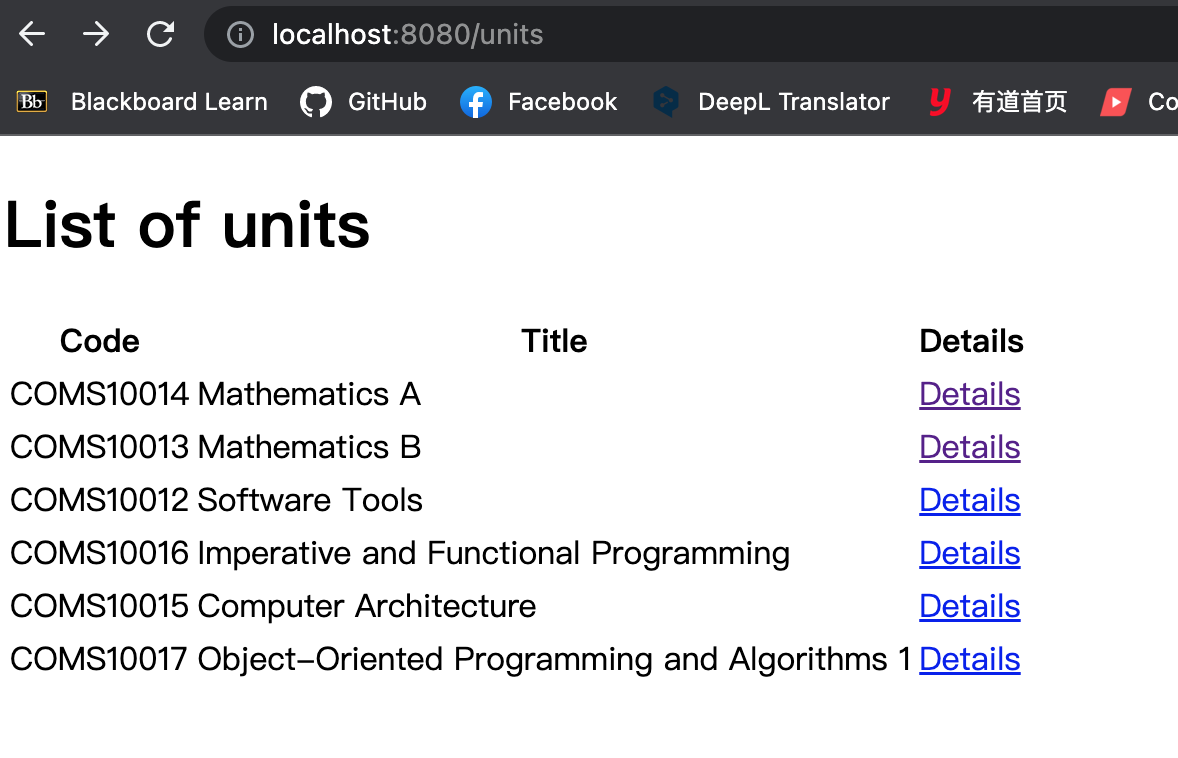 localhost:8080/units
Bb Blackboard Learn GitHub Facebook DeepL Translator y 有道首页 Co
List of units
Code Title Details
COMS10014 Mathematics A Details
COMS10013 Mathematics B Details
COMS10012 Software Tools Details
COMS10016 Imperative and Functional Programming Details
COMS10015 Computer Architecture Details
COMS10017 Object–Oriented Programming and Algorithms 1 Details